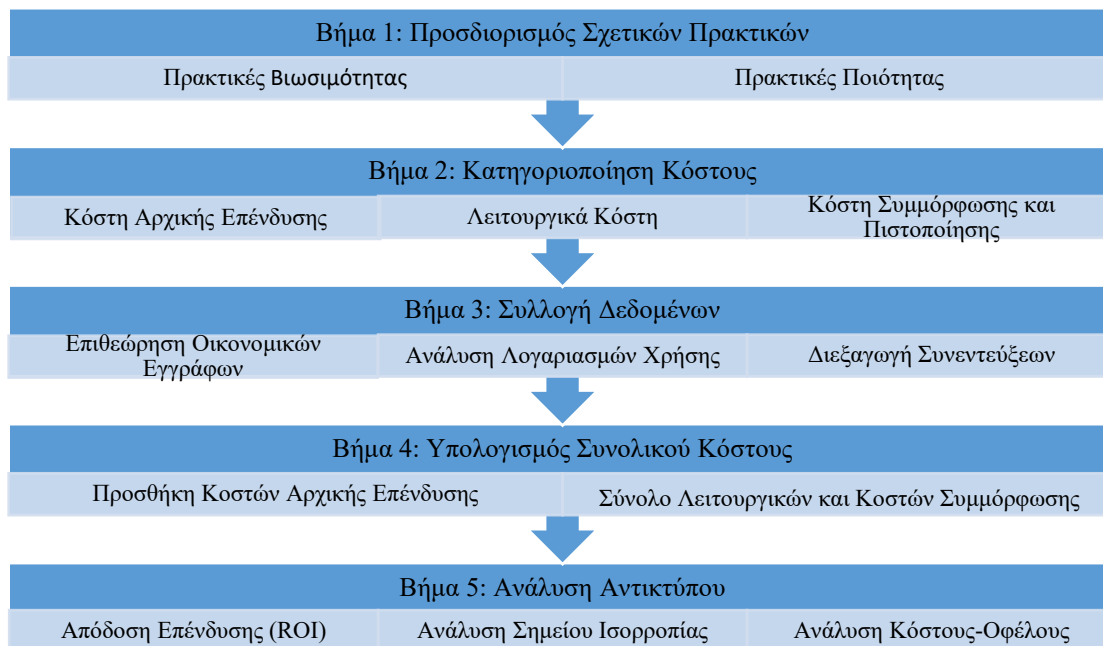 Βήμα 1: Προσδιορισμός Σχετικών Πρακτικών
Πρακτικές Βιωσιμότητας
Πρακτικές Ποιότητας
Βήμα 2: Κατηγοριοποίηση Κόστους
Κόστη Αρχικής Επένδυσης
Λειτουργικά Κόστη
Κόστη Συμμόρφωσης και
Πιστοποίησης
Βήμα 3: Συλλογή Δεδομένων
Επιθεώρηση Οικονομικών
Εγγράφων
Ανάλυση Λογαριασμών Χρήσης
Διεξαγωγή Συνεντεύξεων
Βήμα 4: Υπολογισμός Συνολικού Κόστους
Προσθήκη Κοστών Αρχικής Επένδυσης
Σύνολο Λειτουργικών και Κοστών Συμμόρφωσης
Βήμα 5: Ανάλυση Αντικτύπου
Απόδοση Επένδυσης (ROI)
Ανάλυση Σημείου Ισορροπίας
Ανάλυση Κόστους-Οφέλους